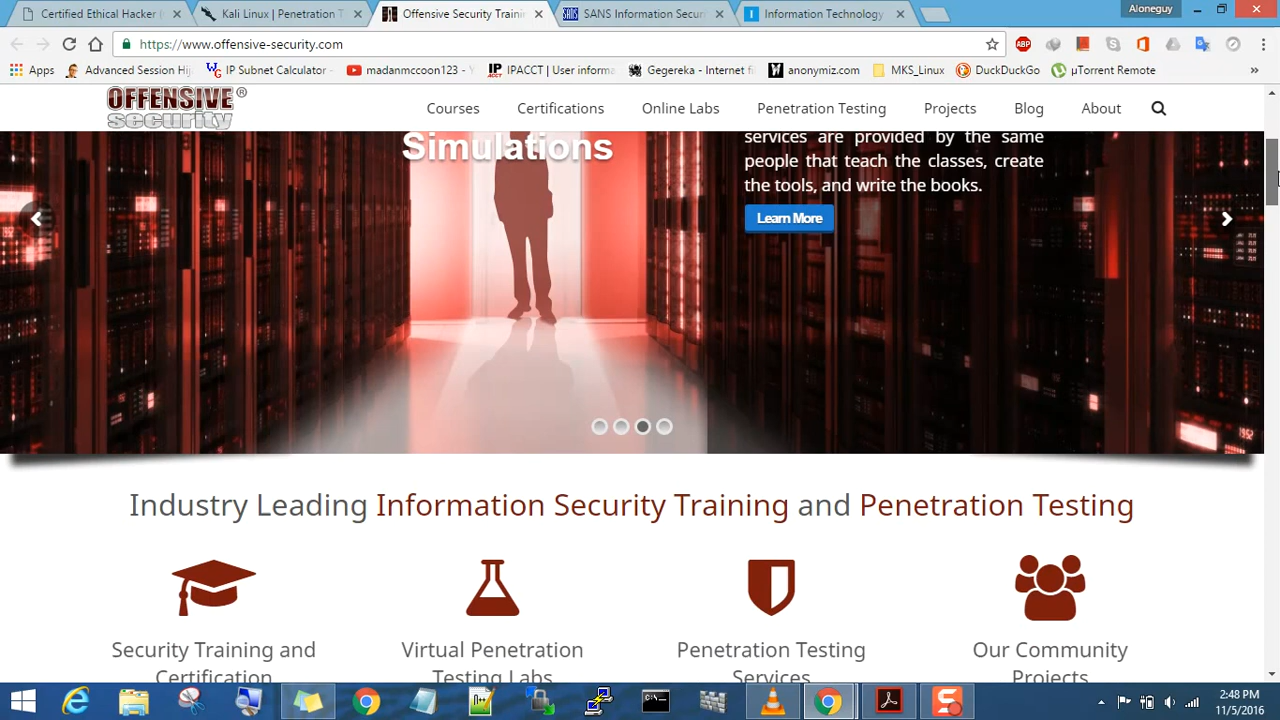 Certified Ethical Hacker (
Kali Linux | Penetration T
Offensive Security Trainin
SANS Information Securi
Information Technology
Aloneguy
https://www.offensive-security.com
ABP
Apps
Advanced Session Hij
IP Subnet Calculator -
madanmccoon123 -
IPACCT | User informa
Gegereka - Internet fi
anonymiz.com
MKS_Linux
DuckDuckGo
µTorrent Remote
»
OFFENSIVE®
security
Courses
Certifications
Online Labs
Penetration Testing
Projects
Blog
About
Simulations
services are provided by the same
people that teach the classes, create
the tools, and write the books.
Learn More
Industry Leading Information Security Training and Penetration Testing
Security Training and
Certification
Virtual Penetration
Testing Labs
Penetration Testing
Services
Our Community
Projects
2:48 PM
11/5/2016